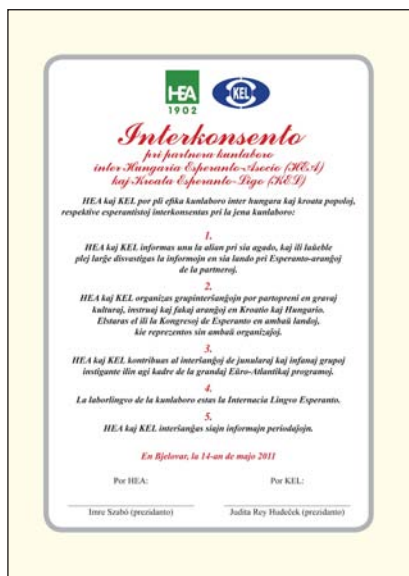 HEA
1902
KEL
Interkonsento
pri partnera kunlaboro
inter Hungaria Esperanto-Asocio (HEA)
kaj Kroata Esperanto-Ligo (KEL)
HEA kaj KEL por pli efika kunlaboro inter hungara kaj kroata popoloj,
respektive esperantistoj interkonsentas pri la jena kunlaboro:
1.
HEA kaj KEL informas unu la alian pri sia agado, kaj ili laŭeble
plej larĝe disvastigas la informojn en sia lando pri Esperanto-aranĝoj
de la partneroj.
2.
HEA kaj KEL organizas grupinterŝanĝojn por partopreni en gravaj
kulturaj, instruaj kaj fakaj aranĝoj en Kroatio kaj Hungario.
Elstaras el ili la Kongresoj de Esperanto en ambaŭ landoj,
kie reprezentos sin ambaŭ organizaĵoj.
3.
HEA kaj KEL kontribuas al interŝanĝoj de junularaj kaj infanaj grupoj
instigante ilin agi kadre de la grandaj Eŭro-Atlantikaj programoj.
4.
La laborlingvo de la kunlaboro estas la Internacia Lingvo Esperanto.
5.
HEA kaj KEL interŝanĝas siajn informajn periodaĵojn.
En Bjelovar, la 14-an de majo 2011
Por HEA: Por KEL:
Imre Szabó (prezidanto) Judita Rey Hudeček (prezidanto)